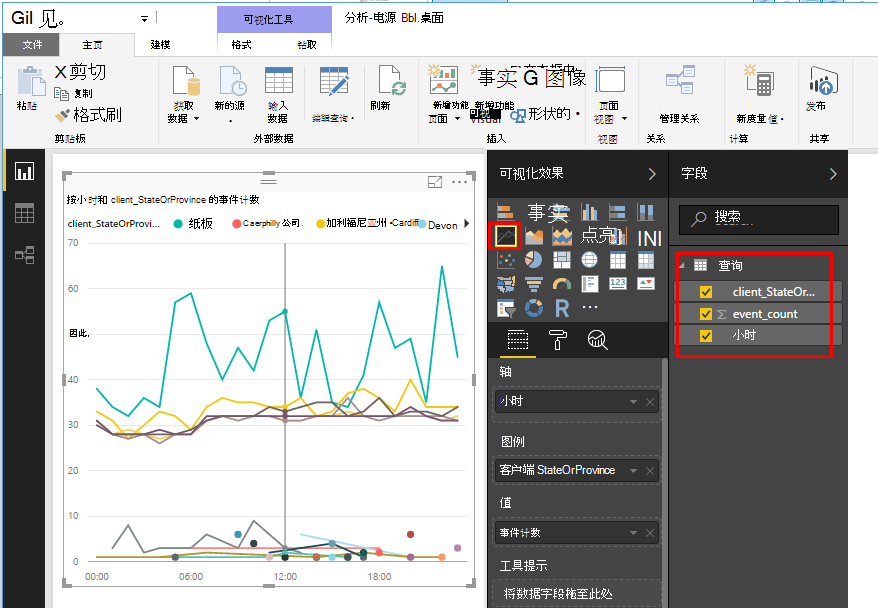 Gil 见。
可视化工具
分析-电源 Bbl.桌面
文件
主页
建模
格式
钻取
粘贴
X 剪切
复制
格式刷
剪贴板
获取
数据
新的源
输入
数据
编辑查询
外部数据
刷新
新增功能
页面
新增功能
可视
Visual
事实 G 图像
形状的
插入
页面
视图
视图
管理关系
关系
新度量值
计算
发布
共享
按小时和 client_StateOrProvince 的事件计数
client_StateOrProvi...
纸板
Caerphilly 公司.
加利福尼亚州 -Cardiff
Devon
70
60
因此,
40
30
20
10
0
00:00
06:00
12:00
18:00
可视化效果
事实
点亮
INI
123
R
轴
小时
图例
客户端 StateOrProvince
值
事件计数
工具提示
将数据字段拖至此处
字段
搜索
查询
client_StateOr...
event_count
小时